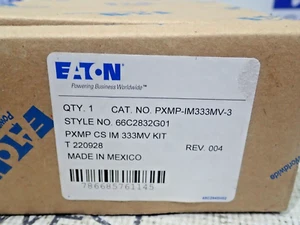 EATON
Powering Business Worldwide
QTY. 1 CAT. NO. PXMP-IM333MV-3
STYLE NO. 66C2832G01
PXMP CS IM 333MV KIT
T 220928 REV. 004
MADE IN MEXICO
786685761145